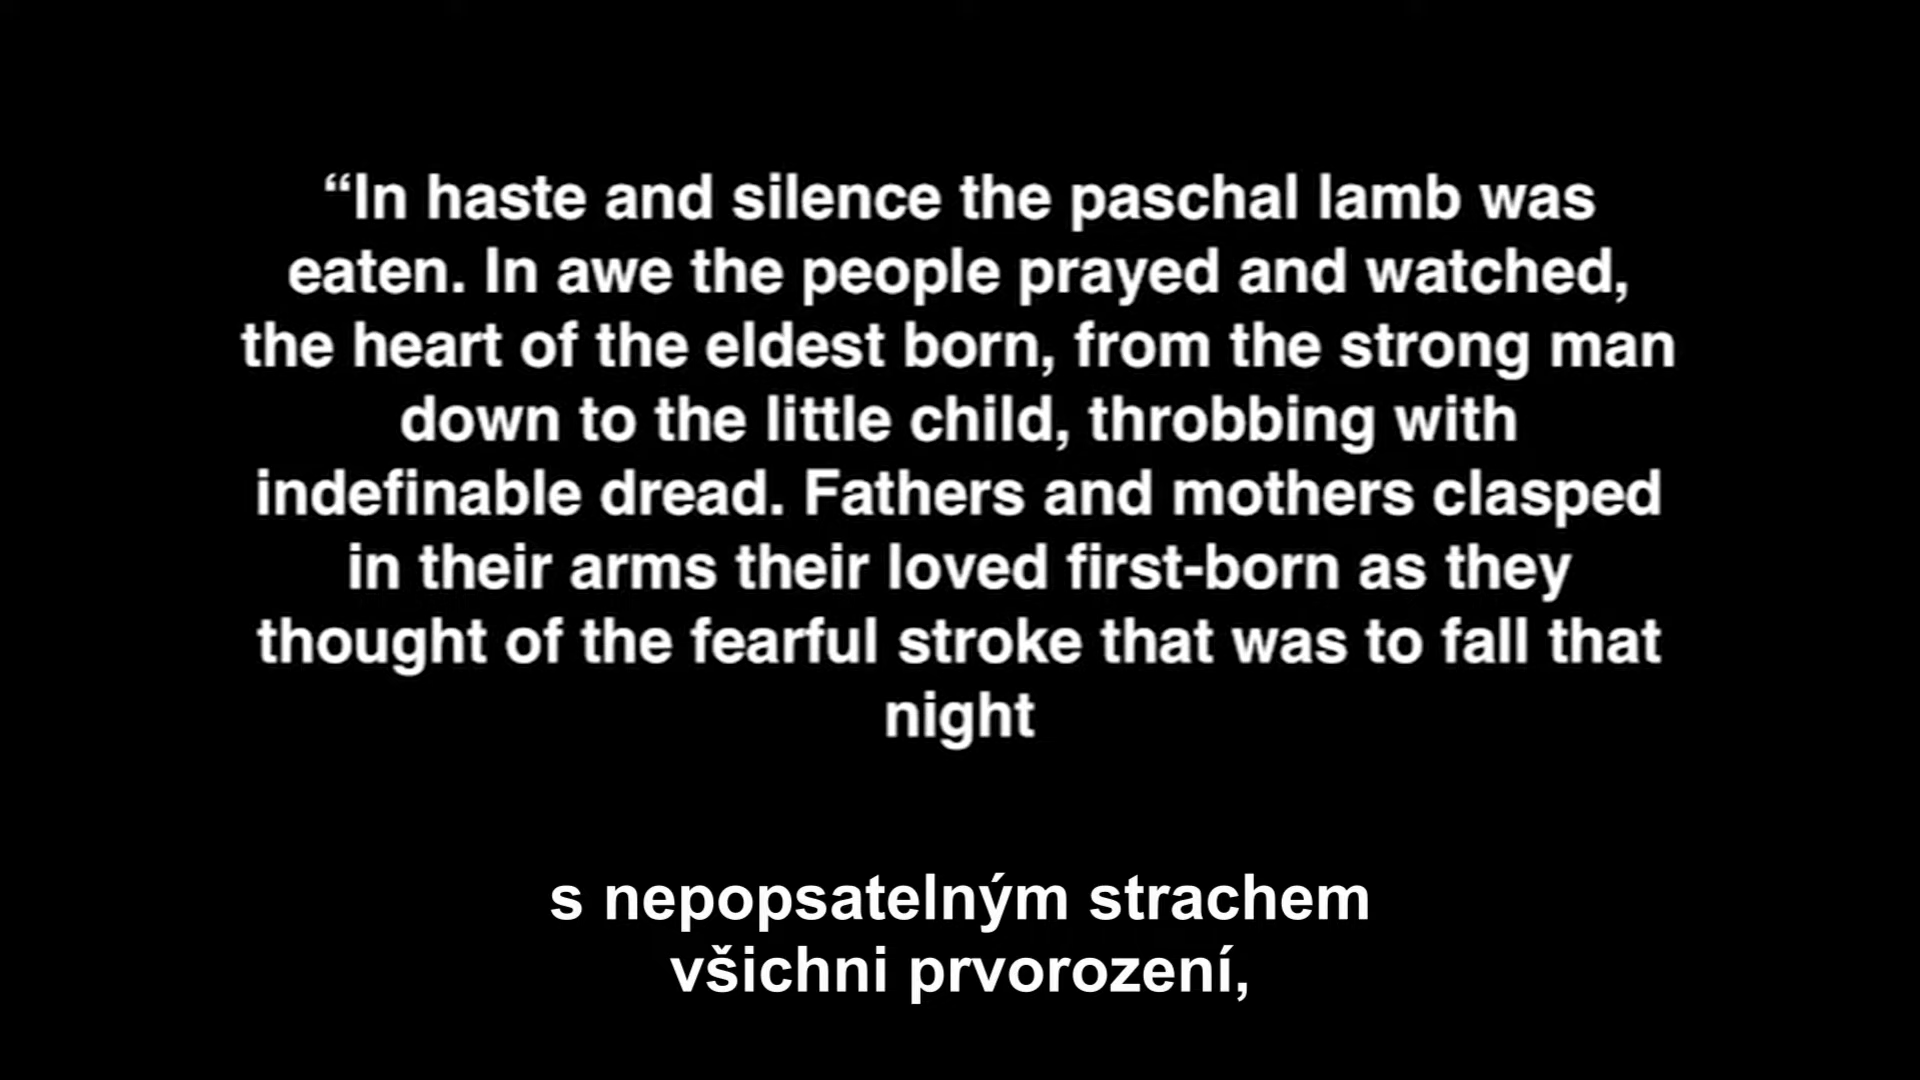 “In haste and silence the paschal lamb was
eaten. In awe the people prayed and watched,
the heart of the eldest born, from the strong man
down to the little child, throbbing with
indefinable dread. Fathers and mothers clasped
in their arms their loved first-born as they
thought of the fearful stroke that was to fall that
night
s nepopsatelným strachem
všichni prvorození,